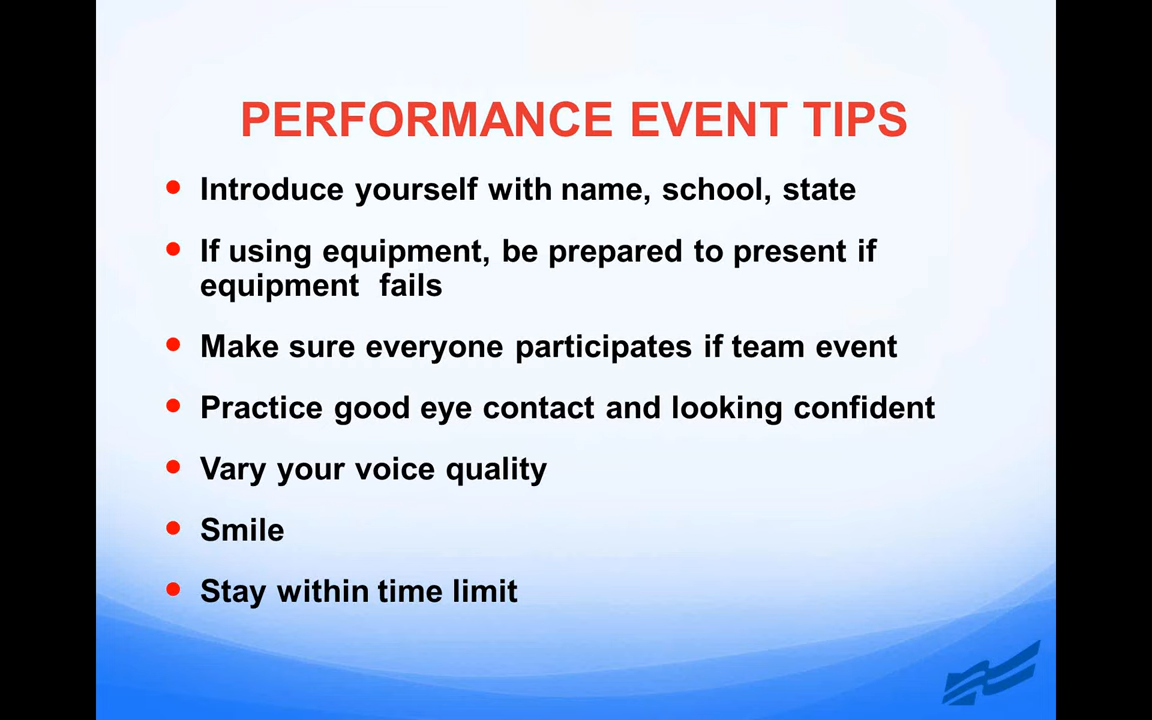 PERFORMANCE EVENT TIPS
• Introduce yourself with name, school, state
• If using equipment, be prepared to present if
equipment  fails
• Make sure everyone participates if team event
• Practice good eye contact and looking confident
• Vary your voice quality
• Smile
• Stay within time limit